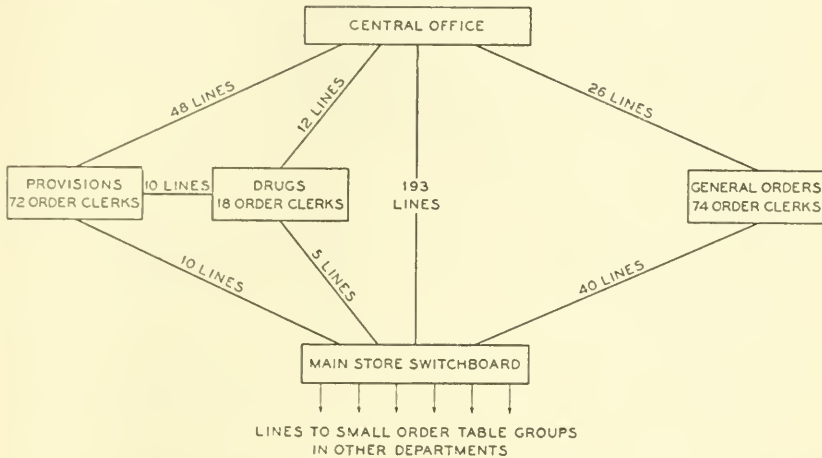 CENTRAL OFFICE
48 LINES
12 LINES
26 LINES
193
LINES
PROVISIONS
72 ORDER CLERKS
10 LINES
DRUGS
18 ORDER CLERKS
GENERAL ORDERS
74 ORDER CLERKS
10 LINES
5 LINES
40 LINES
MAIN STORE SWITCHBOARD
LINES TO SMALL ORDER TABLE GROUPS
IN OTHER DEPARTMENTS